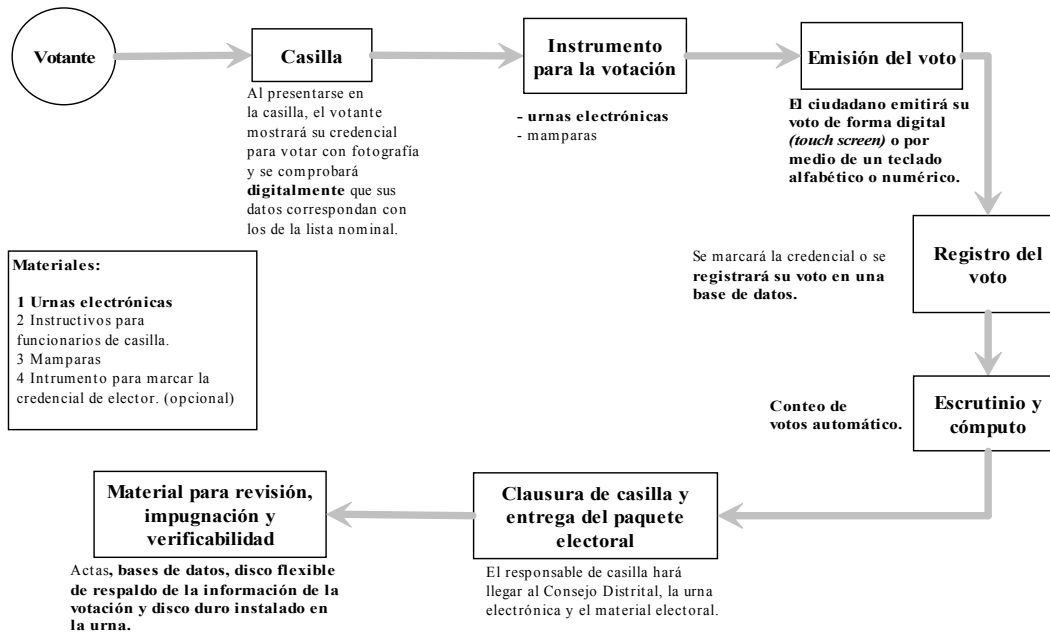 Votante
Casilla
Al presentarse en
la casilla, el votante
mostrará su credencial
para votar con fotografía
y se comprobará
digitalmente que sus
datos correspondan con
los de la lista nominal.
Instrumento
para la votación
- urnas electrónicas
- mamparas
Emisión del voto
El ciudadano emitirá su
voto de forma digital
(touch screen) o por
medio de un teclado
alfabético o numérico.
Registro del
voto
Se marcará la credencial o se
registrará su voto en una
base de datos.
Materiales:
1 Urnas electrónicas
2 Instructivos para
funcionarios de casilla.
3 Mamparas
4 Intrumento para marcar la
credencial de elector. (opcional)
Escrutinio y
cómputo
Conteo de
votos automático.
Clausura de casilla y
entrega del paquete
electoral
El responsable de casilla hará
llegar al Consejo Distrital, la urna
electrónica y el material electoral.
Material para revisión,
impugnación y
verificabilidad
Actas, bases de datos, disco flexible
de respaldo de la información de la
votación y disco duro instalado en
la urna.